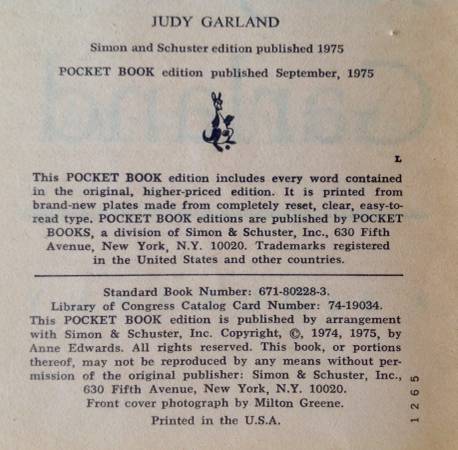 JUDY GARLAND
Simon and Schuster edition published 1975
POCKET BOOK edition published September, 1975
L
This POCKET BOOK edition includes every word contained
in the original, higher-priced edition. It is printed from
brand-new plates made from completely reset, clear, easy-to-
read type. POCKET BOOK editions are published by POCKET
BOOKS, a division of Simon & Schuster, Inc., 630 Fifth
Avenue, New York, N.Y. 10020. Trademarks registered
in the United States and other countries.
Standard Book Number: 671-80228-3.
Library of Congress Catalog Card Number: 74-19034.
This POCKET BOOK edition is published by arrangement
with Simon & Schuster, Inc. Copyright, ©, 1974, 1975, by
Anne Edwards. All rights reserved. This book, or portions
thereof, may not be reproduced by any means without per-
mission of the original publisher: Simon & Schuster, Inc.,
630 Fifth Avenue, New York, N.Y. 10020.
Front cover photograph by Milton Greene.
Printed in the U.S.A.
1265
Garland